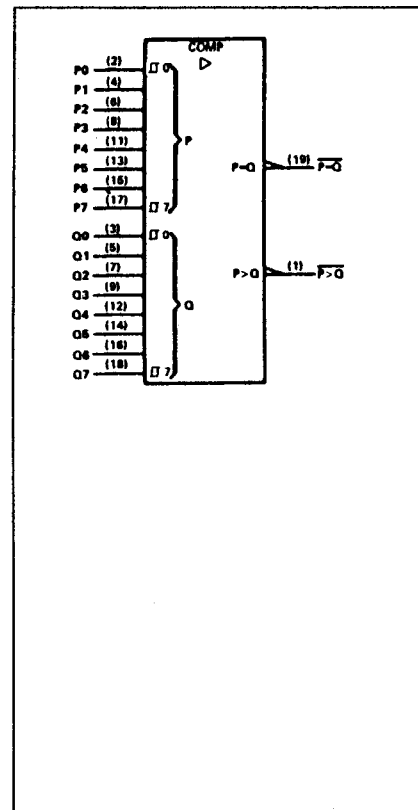 COMP
P0 (2) 0
P1 (4)
P2 (6)
P3 (8)
P4 (11) P
P5 (13)
P6 (15)
P7 (17) 7
Q0 (3) 0
Q1 (5)
Q2 (7)
Q3 (9)
Q4 (12) Q
Q5 (14)
Q6 (16)
Q7 (18) 7
P=Q (19) P=Q
P>Q (1) P>Q